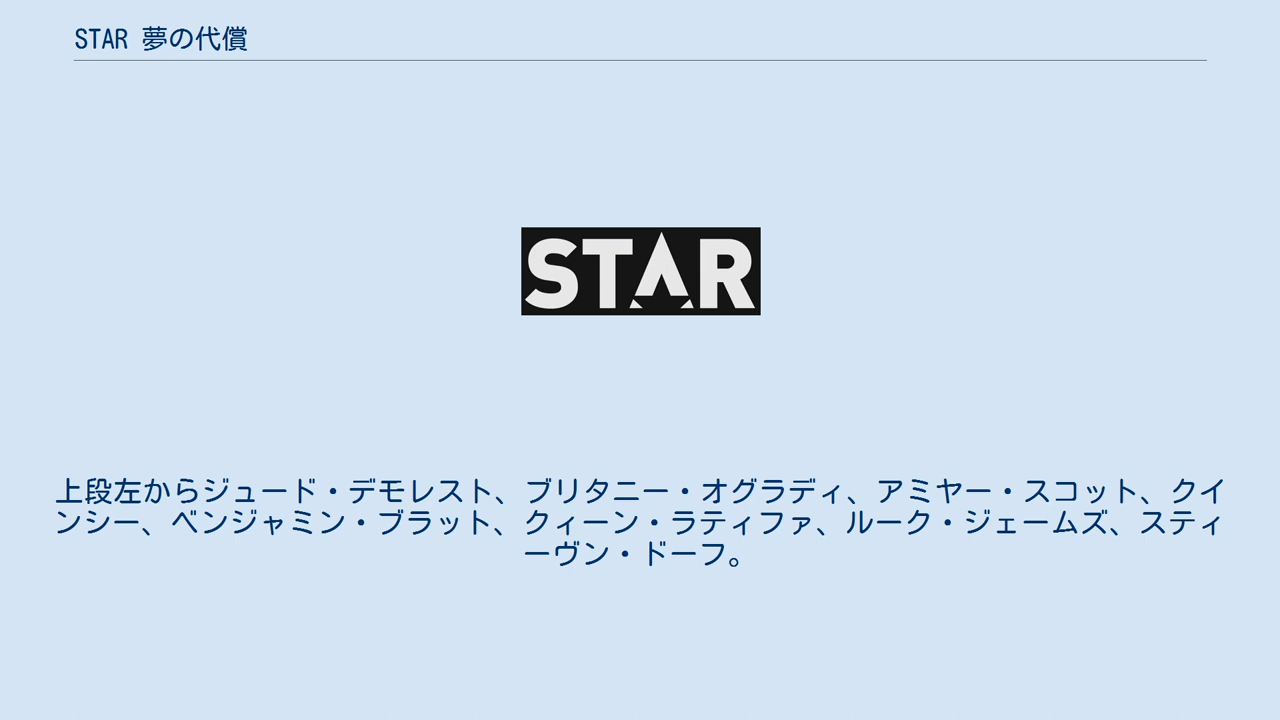 STAR 夢の代償
STAR
上段左からジュード・デモレスト、ブリタニー・オグラディ、アミヤー・スコット、クイ
ンシー、ベンジャミン・ブラット、クィーン・ラティファ、ルーク・ジェームズ、スティ
ーヴン・ドーフ。